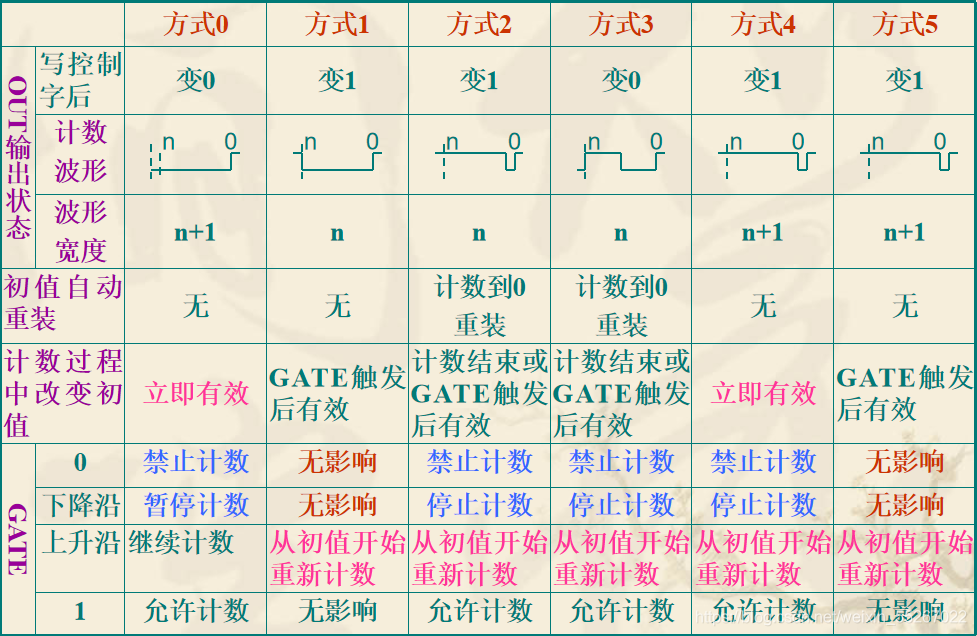 方式0 方式1 方式2 方式3 方式4 方式5
OUT输出状态
写控制
字后
变0 变1 变1 变0 变1 变1
计数
波形
n 0 n 0 n 0 n 0 n 0 n 0
波形
宽度
n+1 n n n n+1 n+1
初值自动
重装
无 无 计数到0
重装
计数到0
重装
无 无
计数过程
中改变初
值
立即有效
GATE触发
后有效
计数结束或
GATE触发
后有效
计数结束或
GATE触发
后有效
立即有效
GATE触发
后有效
GATE
0 禁止计数 无影响 禁止计数 禁止计数 禁止计数 无影响
下降沿 暂停计数 无影响 停止计数 停止计数 停止计数 无影响
上升沿 继续计数
从初值开始
重新计数
从初值开始
重新计数
从初值开始
重新计数
从初值开始
重新计数
从初值开始
重新计数
1 允许计数 无影响 允许计数 允许计数 允许计数 无影响